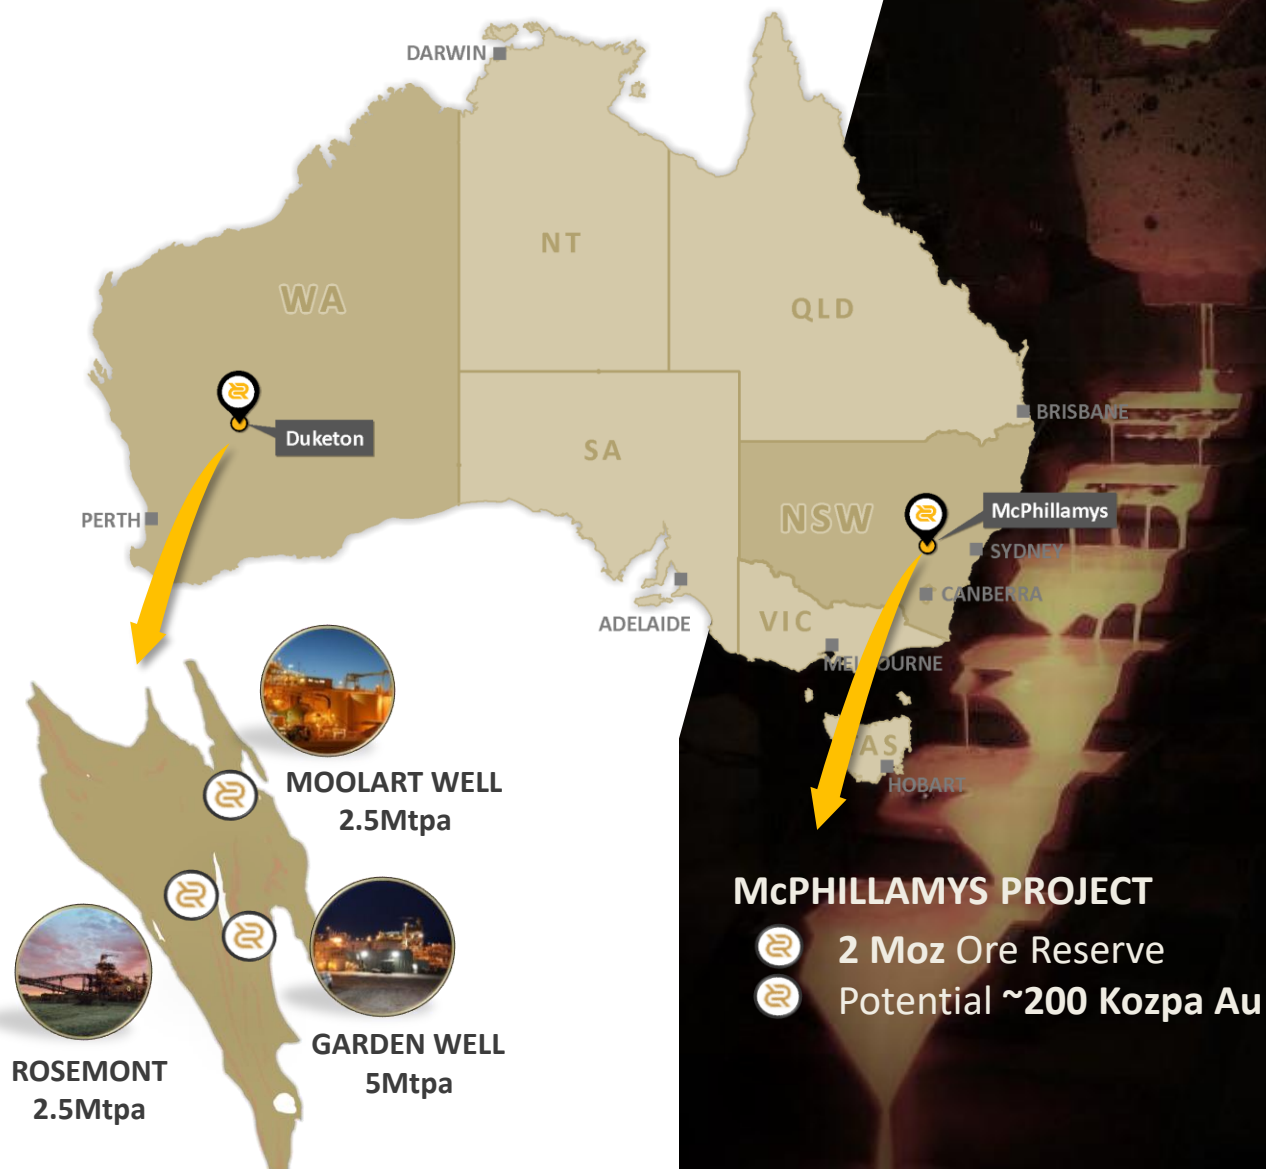 DARWIN
NT
WA
QLD
BRISBANE
Duketon
SA
PERTH
NSW
McPhillamys
SYDNEY
CANBERRA
ADELAIDE
VIC
MELBOURNE
TAS
HOBART
MOOLART WELL
2.5Mtpa
GARDEN WELL
5Mtpa
ROSEMONT
2.5Mtpa
McPHILLAMYS PROJECT
2 Moz Ore Reserve
Potential ~200 Kozpa Au